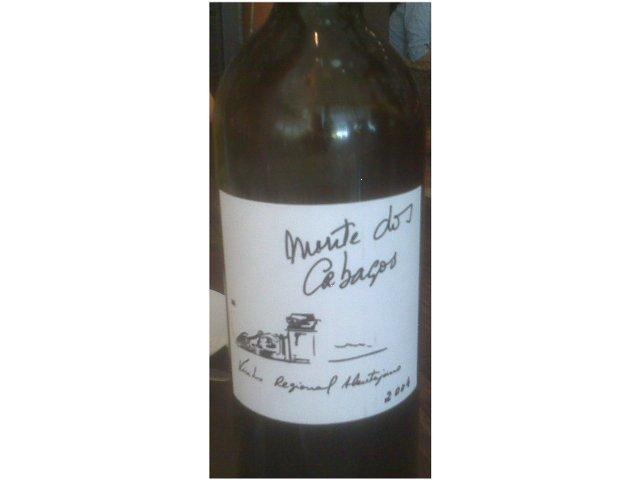 Monte dos
Cabaços
Vinho Regional Alentejano
2004